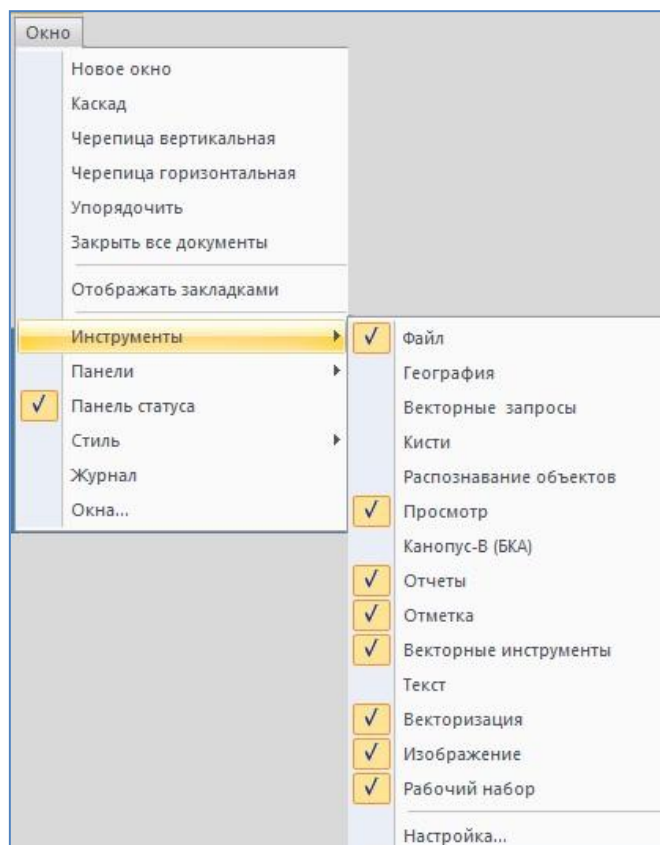 Окно
Новое окно
Каскад
Черепица вертикальная
Черепица горизонтальная
Упорядочить
Закрыть все документы
Отображать закладками
Инструменты
Панели
Панель статуса
Стиль
Журнал
Окна...
Файл
География
Векторные запросы
Кисти
Распознавание объектов
Просмотр
Канопус-В (БКА)
Отчеты
Отметка
Векторные инструменты
Текст
Векторизация
Изображение
Рабочий набор
Настройка...